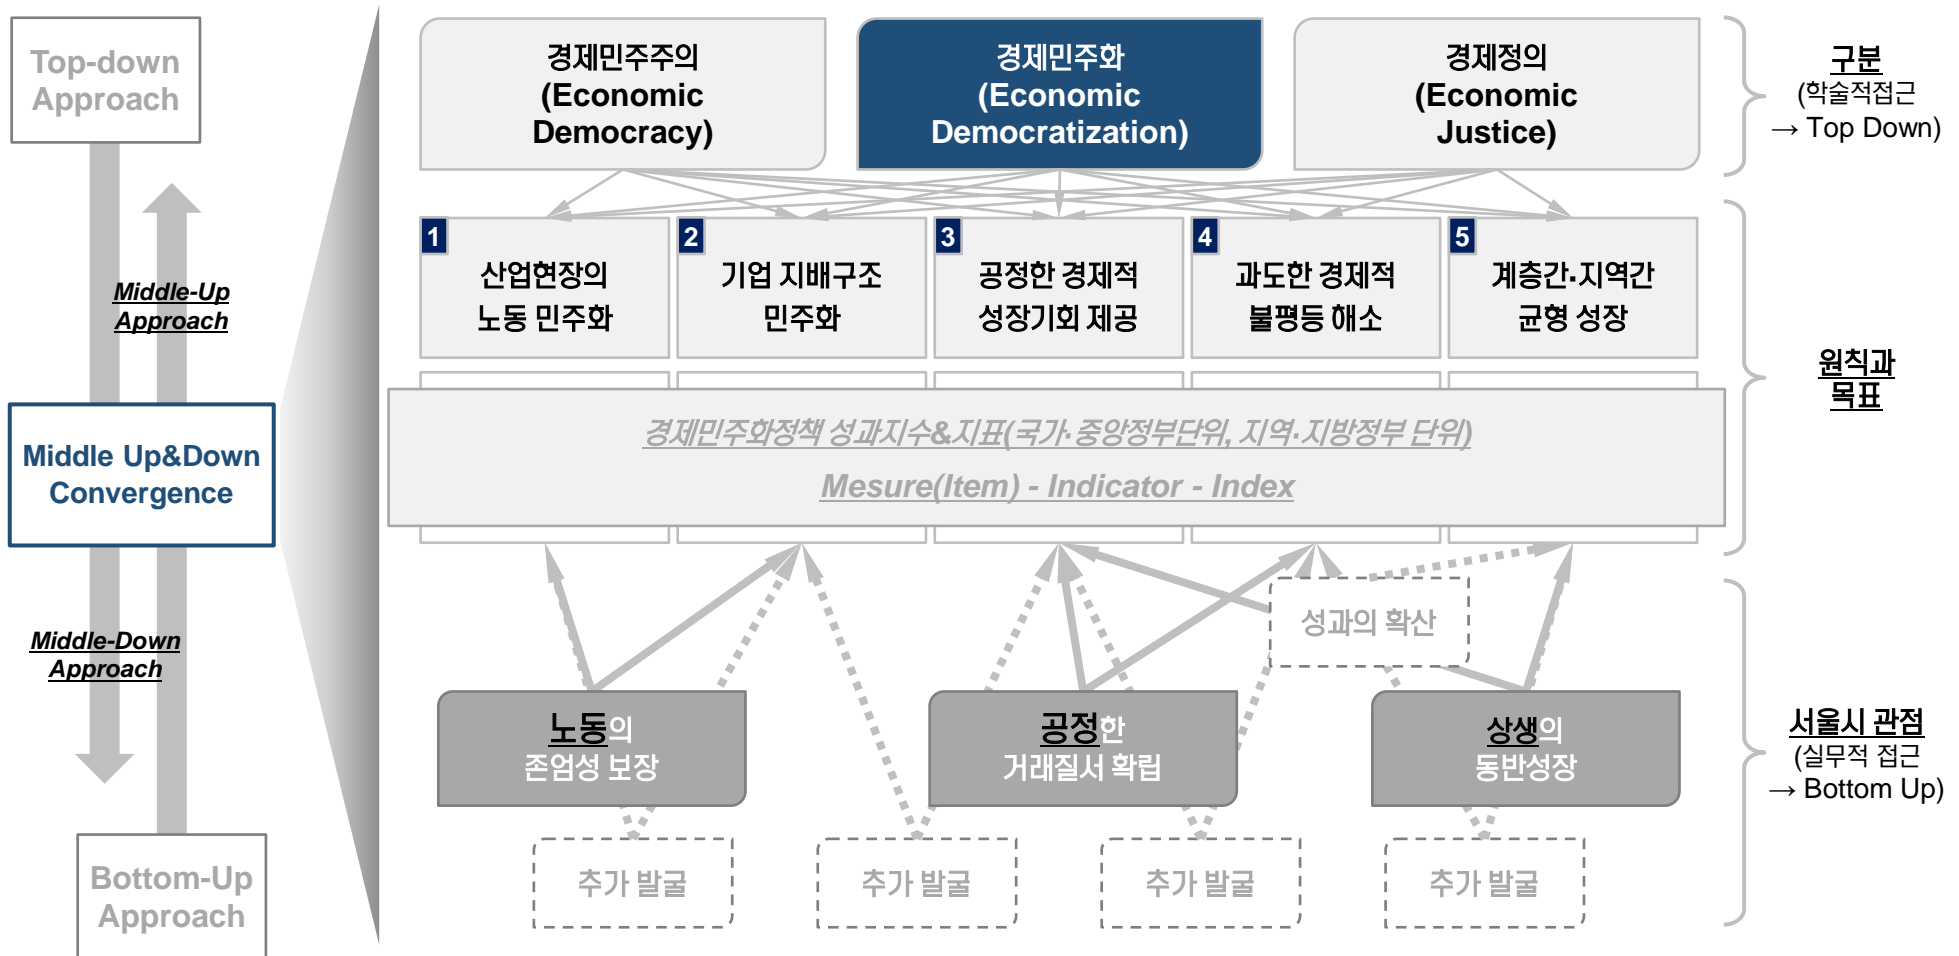 Top-down
Approach
Middle-Up
Approach
Middle Up&Down
Convergence
Middle-Down
Approach
Bottom-Up
Approach
경제민주주의
(Economic
Democracy)
경제민주화
(Economic
Democratization)
경제정의
(Economic
Justice)
구분
(학술적접근
→ Top Down)
1
산업현장의
노동 민주화
2
기업 지배구조
민주화
3
공정한 경제적
성장기회 제공
4
과도한 경제적
불평등 해소
5
계층간·지역간
균형 성장
원칙과
목표
경제민주화정책 성과지수&지표(국가·중앙정부단위, 지역·지방정부 단위)
Mesure(Item) - Indicator - Index
성과의 확산
노동의
존엄성 보장
공정한
거래질서 확립
상생의
동반성장
서울시 관점
(실무적 접근
→ Bottom Up)
추가 발굴
추가 발굴
추가 발굴
추가 발굴